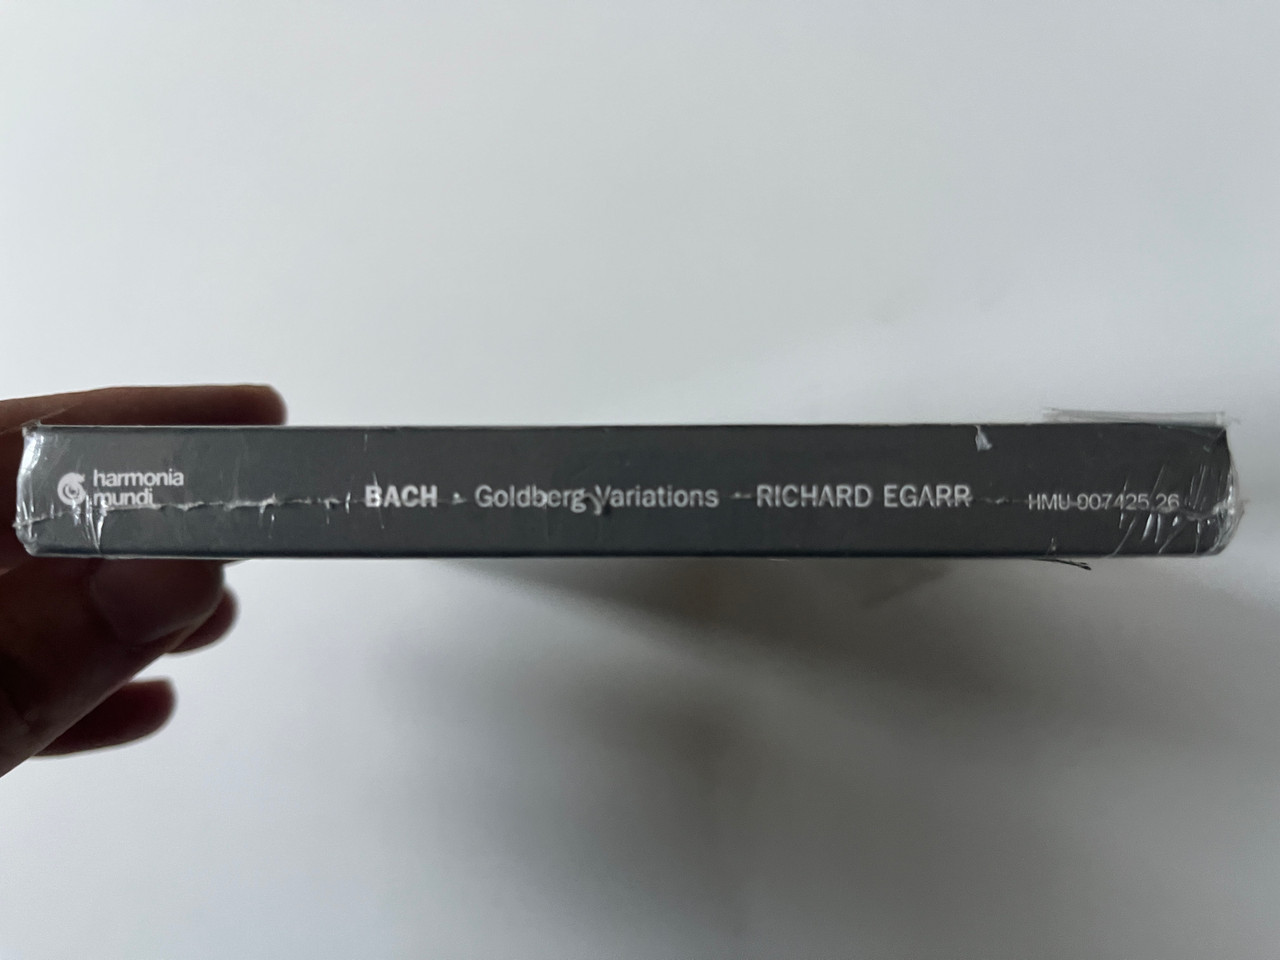 harmonia
mundi
BACH · Goldberg Variations - RICHARD EGARR
HMU 907425.26